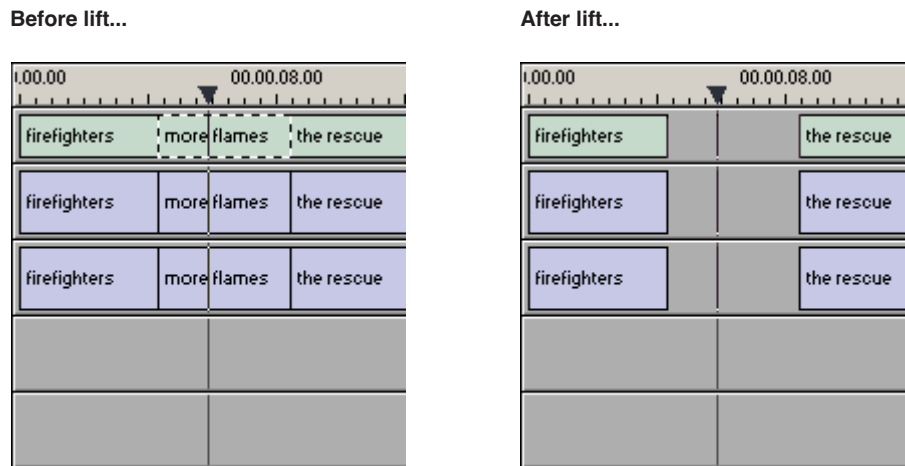 Before lift...
After lift...
:00.00 00.00.08.00
firefighters more flames the rescue
firefighters more flames the rescue
firefighters more flames the rescue
:00.00 00.00.08.00
firefighters the rescue
firefighters the rescue
firefighters the rescue